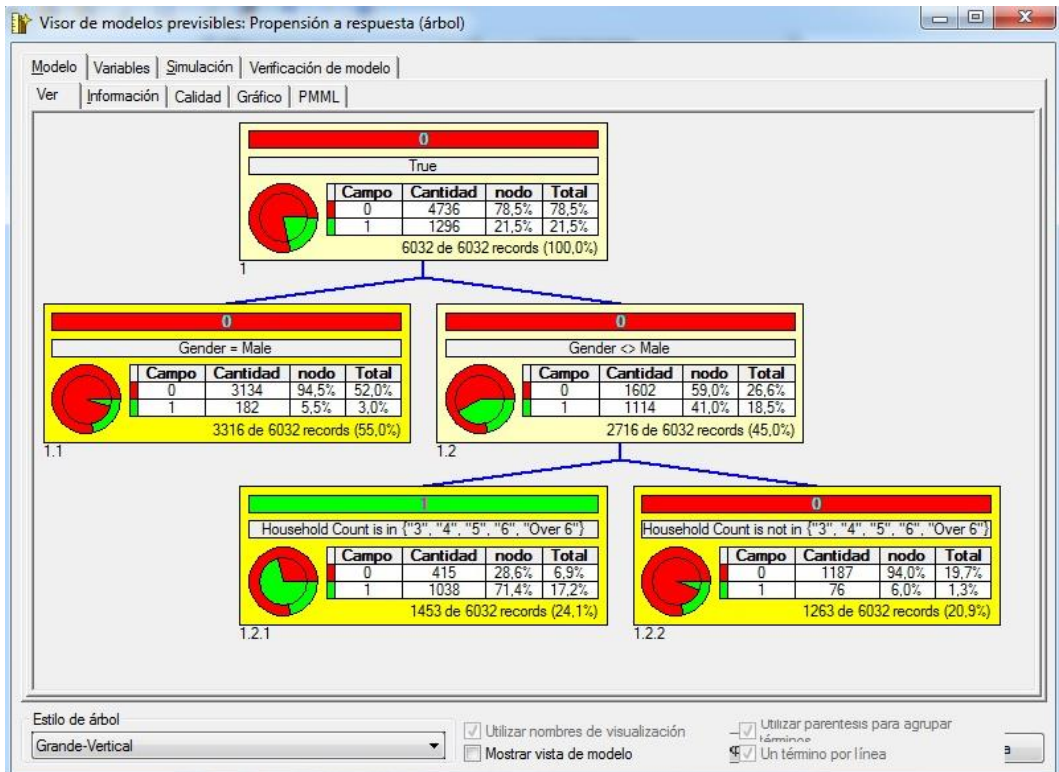 Visor de modelos previsibles: Propensión a respuesta (árbol)
Modelo Variables Simulación Verificación de modelo
Ver Información Calidad Gráfico PMML
0
True
Campo Cantidad nodo Total
0 4736 78,5% 78,5%
1 1296 21,5% 21,5%
6032 de 6032 records (100,0%)
1
0
Gender = Male
Campo Cantidad nodo Total
0 3134 94,5% 52,0%
1 182 5,5% 3,0%
3316 de 6032 records (55,0%)
1.1
0
Gender <> Male
Campo Cantidad nodo Total
0 1602 59,0% 26,6%
1 1114 41,0% 18,5%
2716 de 6032 records (45,0%)
1.2
1
Household Count is in {"3", "4", "5", "6", "Over 6"}
Campo Cantidad nodo Total
0 415 28,6% 6,9%
1 1038 71,4% 17,2%
1453 de 6032 records (24,1%)
1.2.1
0
Household Count is not in {"3", "4", "5", "6", "Over 6"}
Campo Cantidad nodo Total
0 1187 94,0% 19,7%
1 76 6,0% 1,3%
1263 de 6032 records (20,9%)
1.2.2
Estilo de árbol
Grande-Vertical
Utilizar nombres de visualización
Mostrar vista de modelo
Utilizar paréntesis para agrupar
términos
Un término por línea